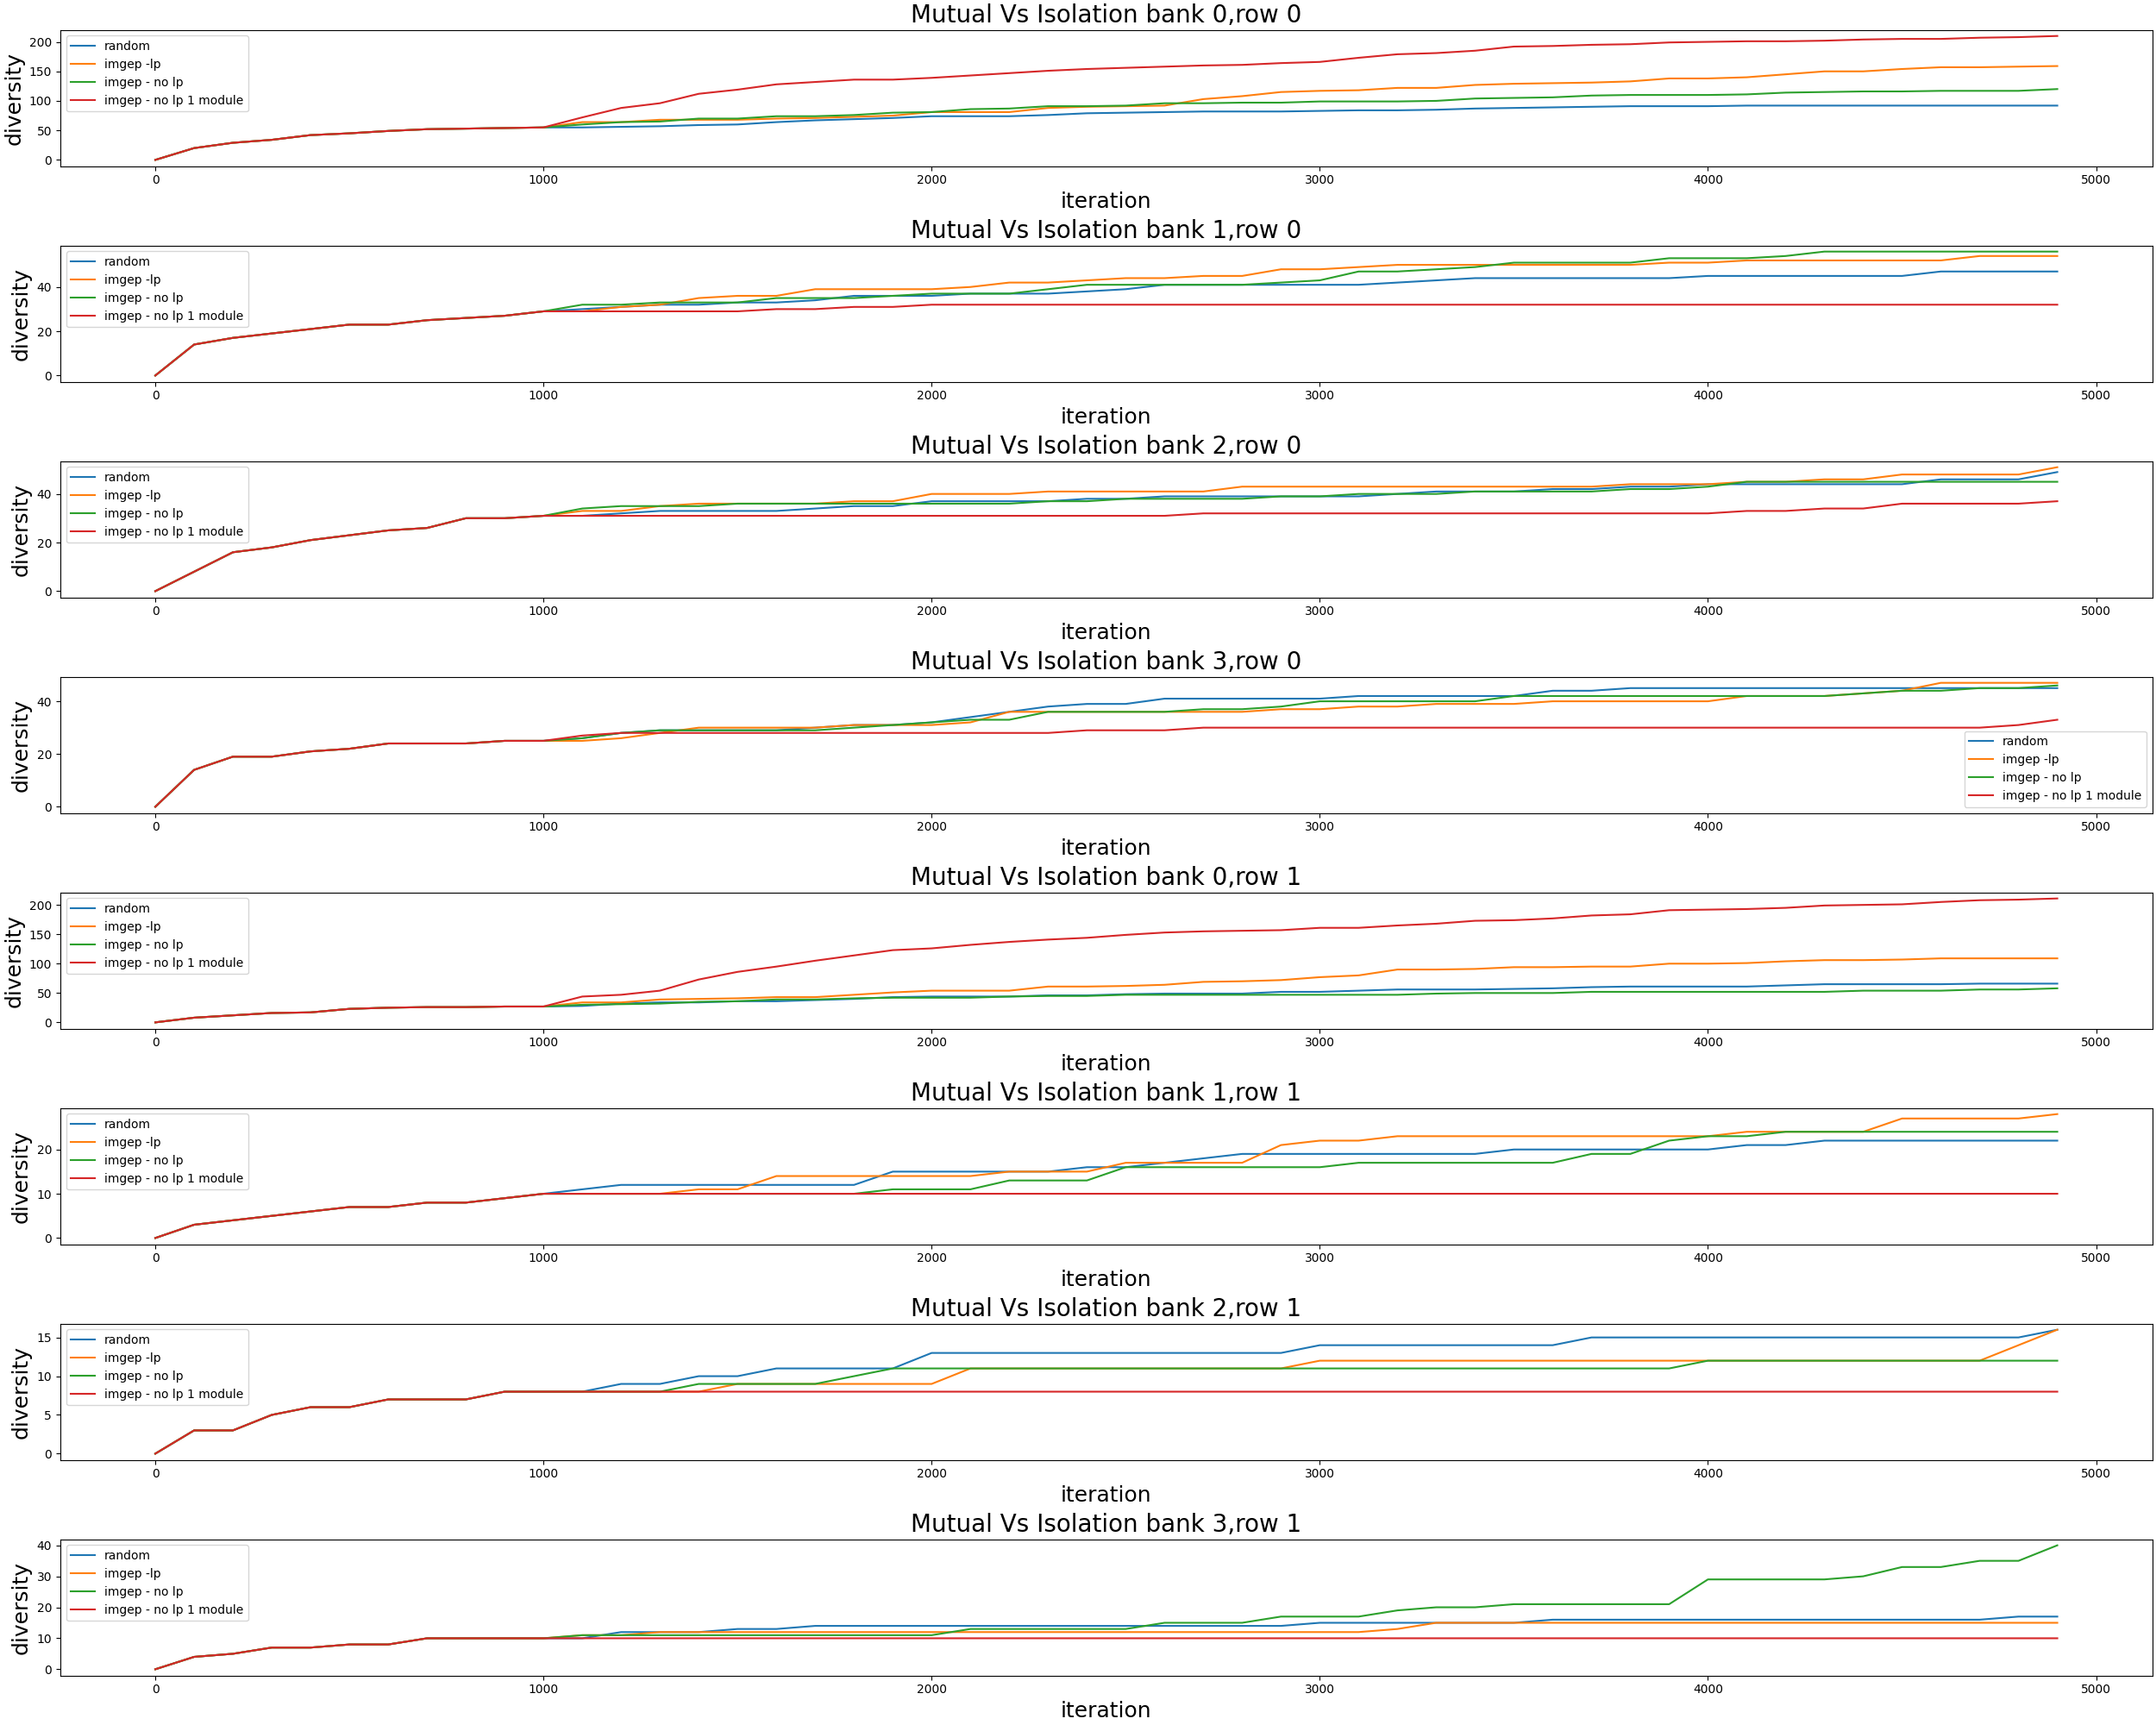 Mutual Vs Isolation bank 0,row 0
diversity
200
150
100
50
0
random
imgep -lp
imgep - no lp
imgep - no lp 1 module
0 1000 2000 3000 4000 5000
iteration
Mutual Vs Isolation bank 1,row 0
diversity
40
20
0
random
imgep -lp
imgep - no lp
imgep - no lp 1 module
0 1000 2000 3000 4000 5000
iteration
Mutual Vs Isolation bank 2,row 0
diversity
40
20
0
random
imgep -lp
imgep - no lp
imgep - no lp 1 module
0 1000 2000 3000 4000 5000
iteration
Mutual Vs Isolation bank 3,row 0
diversity
40
20
0
random
imgep -lp
imgep - no lp
imgep - no lp 1 module
0 1000 2000 3000 4000 5000
iteration
Mutual Vs Isolation bank 0,row 1
diversity
200
150
100
50
0
random
imgep -lp
imgep - no lp
imgep - no lp 1 module
0 1000 2000 3000 4000 5000
iteration
Mutual Vs Isolation bank 1,row 1
diversity
20
10
0
random
imgep -lp
imgep - no lp
imgep - no lp 1 module
0 1000 2000 3000 4000 5000
iteration
Mutual Vs Isolation bank 2,row 1
diversity
15
10
5
0
random
imgep -lp
imgep - no lp
imgep - no lp 1 module
0 1000 2000 3000 4000 5000
iteration
Mutual Vs Isolation bank 3,row 1
diversity
40
30
20
10
0
random
imgep -lp
imgep - no lp
imgep - no lp 1 module
0 1000 2000 3000 4000 5000
iteration